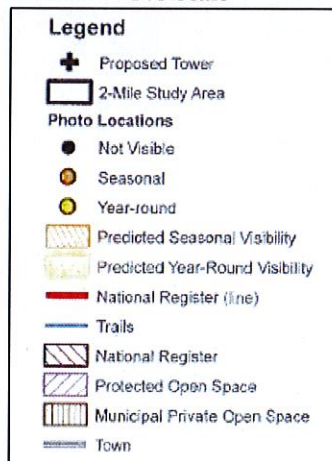 Legend
Proposed Tower
2-Mile Study Area
Photo Locations
Not Visible
Seasonal
Year-round
Predicted Seasonal Visibility
Predicted Year-Round Visibility
National Register (line)
Trails
National Register
Protected Open Space
Municipal Private Open Space
Town